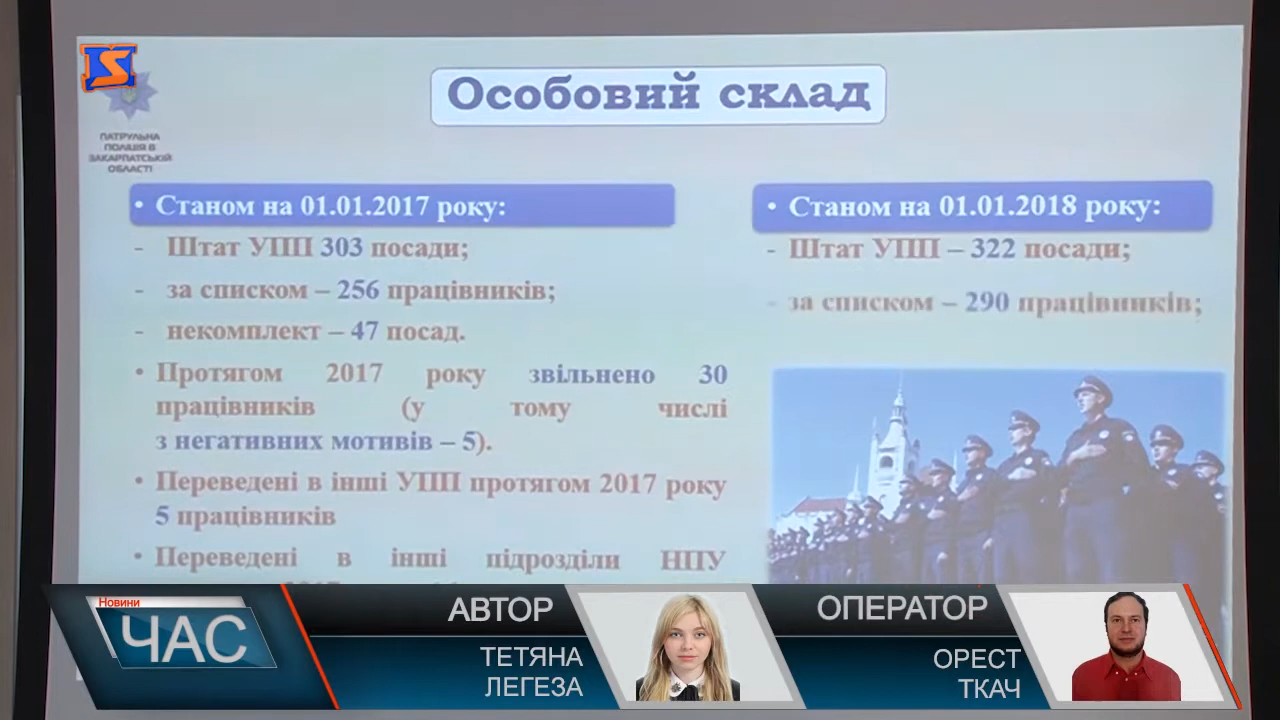 Особовий склад
ПАТРУЛЬНА
ПОЛІЦІЯ В
ЗАКАРПАТСЬКІЙ
ОБЛАСТІ
• Станом на 01.01.2017 року:
- Штат УПП 303 посади;
- за списком – 256 працівників;
- некомплект – 47 посад.
• Протягом 2017 року звільнено 30
працівників (у тому числі
з негативних мотивів – 5).
• Переведені в інші УПП протягом 2017 року
5 працівників
• Переведені в інші підрозділи НПУ
• Станом на 01.01.2018 року:
- Штат УПП – 322 посади;
- за списком – 290 працівників;
Новини
ЧАС
АВТОР
ТЕТЯНА
ЛЕГЕЗА
ОПЕРАТОР
ОРЕСТ
ТКАЧ